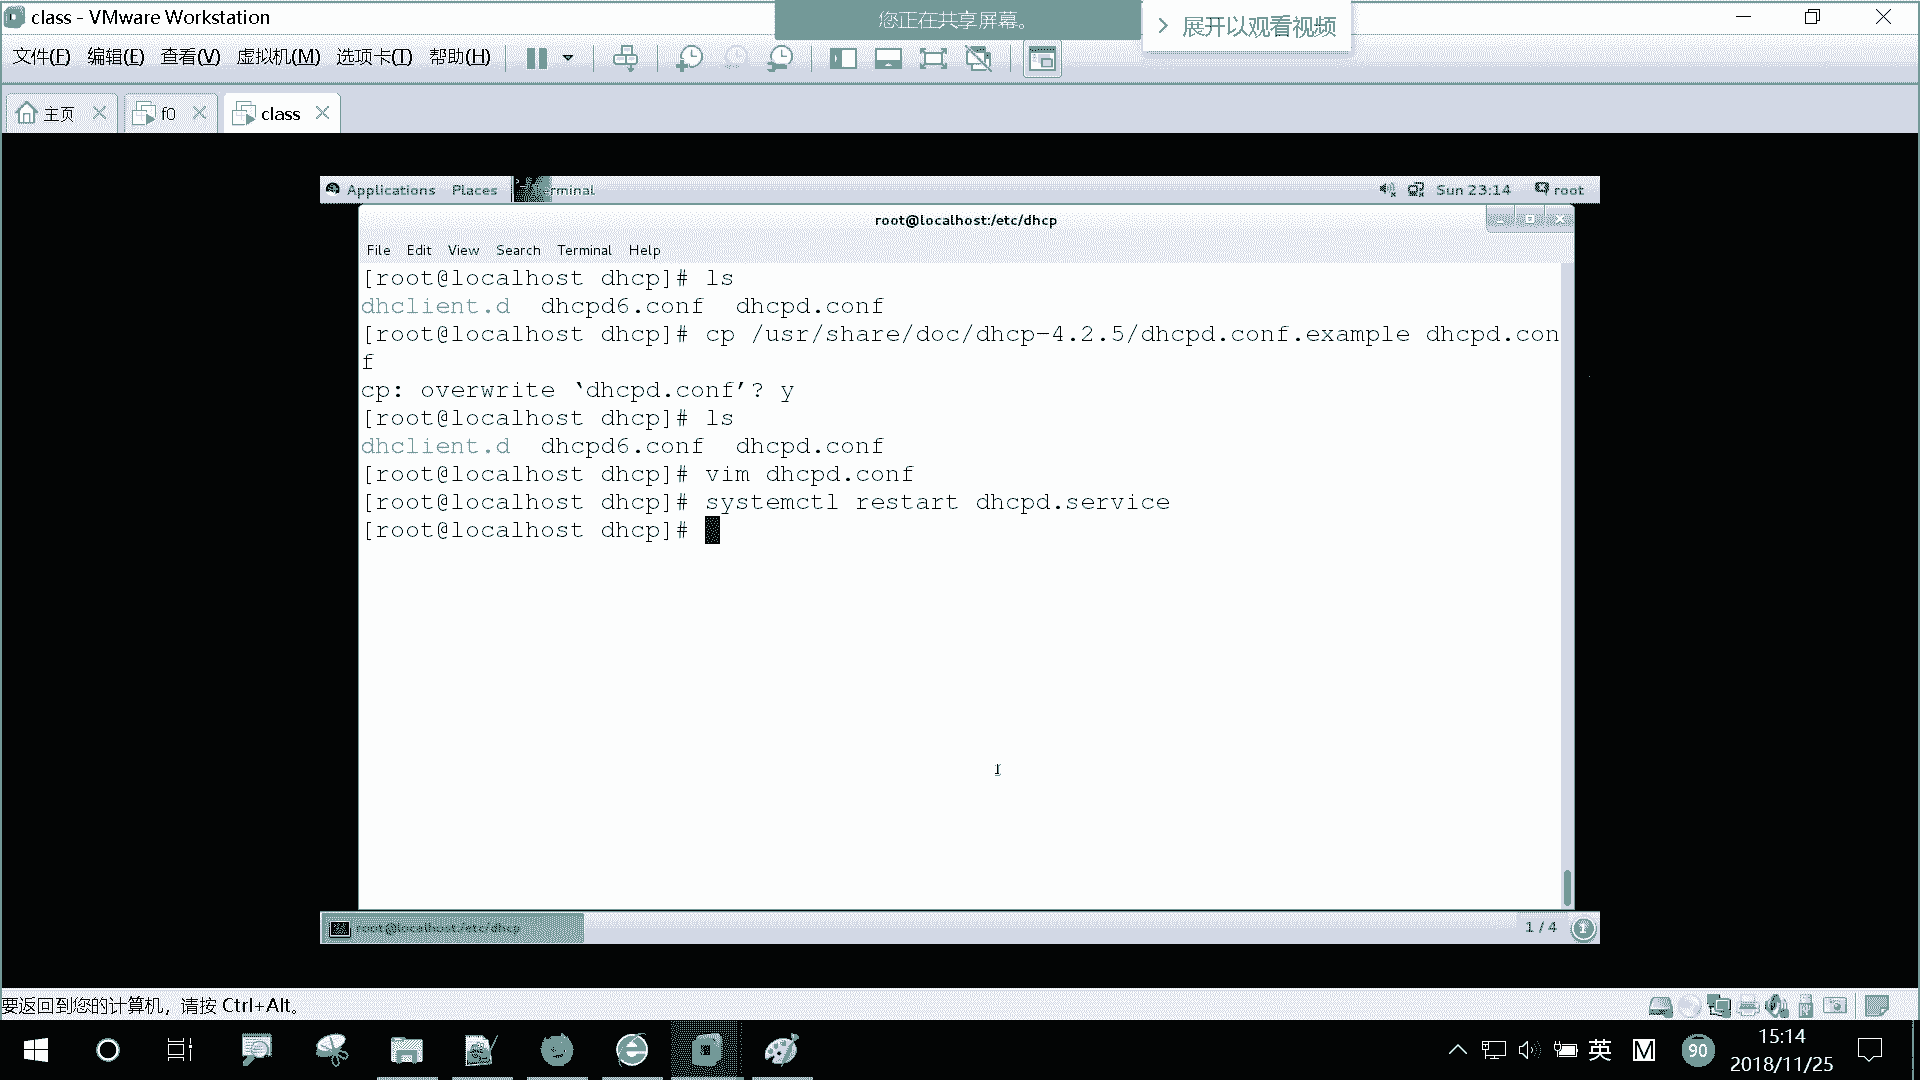 class - VMware Workstation
您正在共享屏幕。
展开以观看视频
文件(F) 编辑(E) 查看(V) 虚拟机(M) 选项卡(T) 帮助(H)
主页 f0 class
Applications Places Terminal Sun 23:14 root
root@localhost:/etc/dhcp
File Edit View Search Terminal Help
[root@localhost dhcp]# ls
dhclient.d dhcpd6.conf dhcpd.conf
[root@localhost dhcp]# cp /usr/share/doc/dhcp-4.2.5/dhcpd.conf.example dhcpd.con
f
cp: overwrite ‘dhcpd.conf’? y
[root@localhost dhcp]# ls
dhclient.d dhcpd6.conf dhcpd.conf
[root@localhost dhcp]# vim dhcpd.conf
[root@localhost dhcp]# systemctl restart dhcpd.service
[root@localhost dhcp]#
root@localhost:/etc/dhcp 1 / 4 1
要返回到您的计算机，请按 Ctrl+Alt。
英 M 90 15:14
2018/11/25